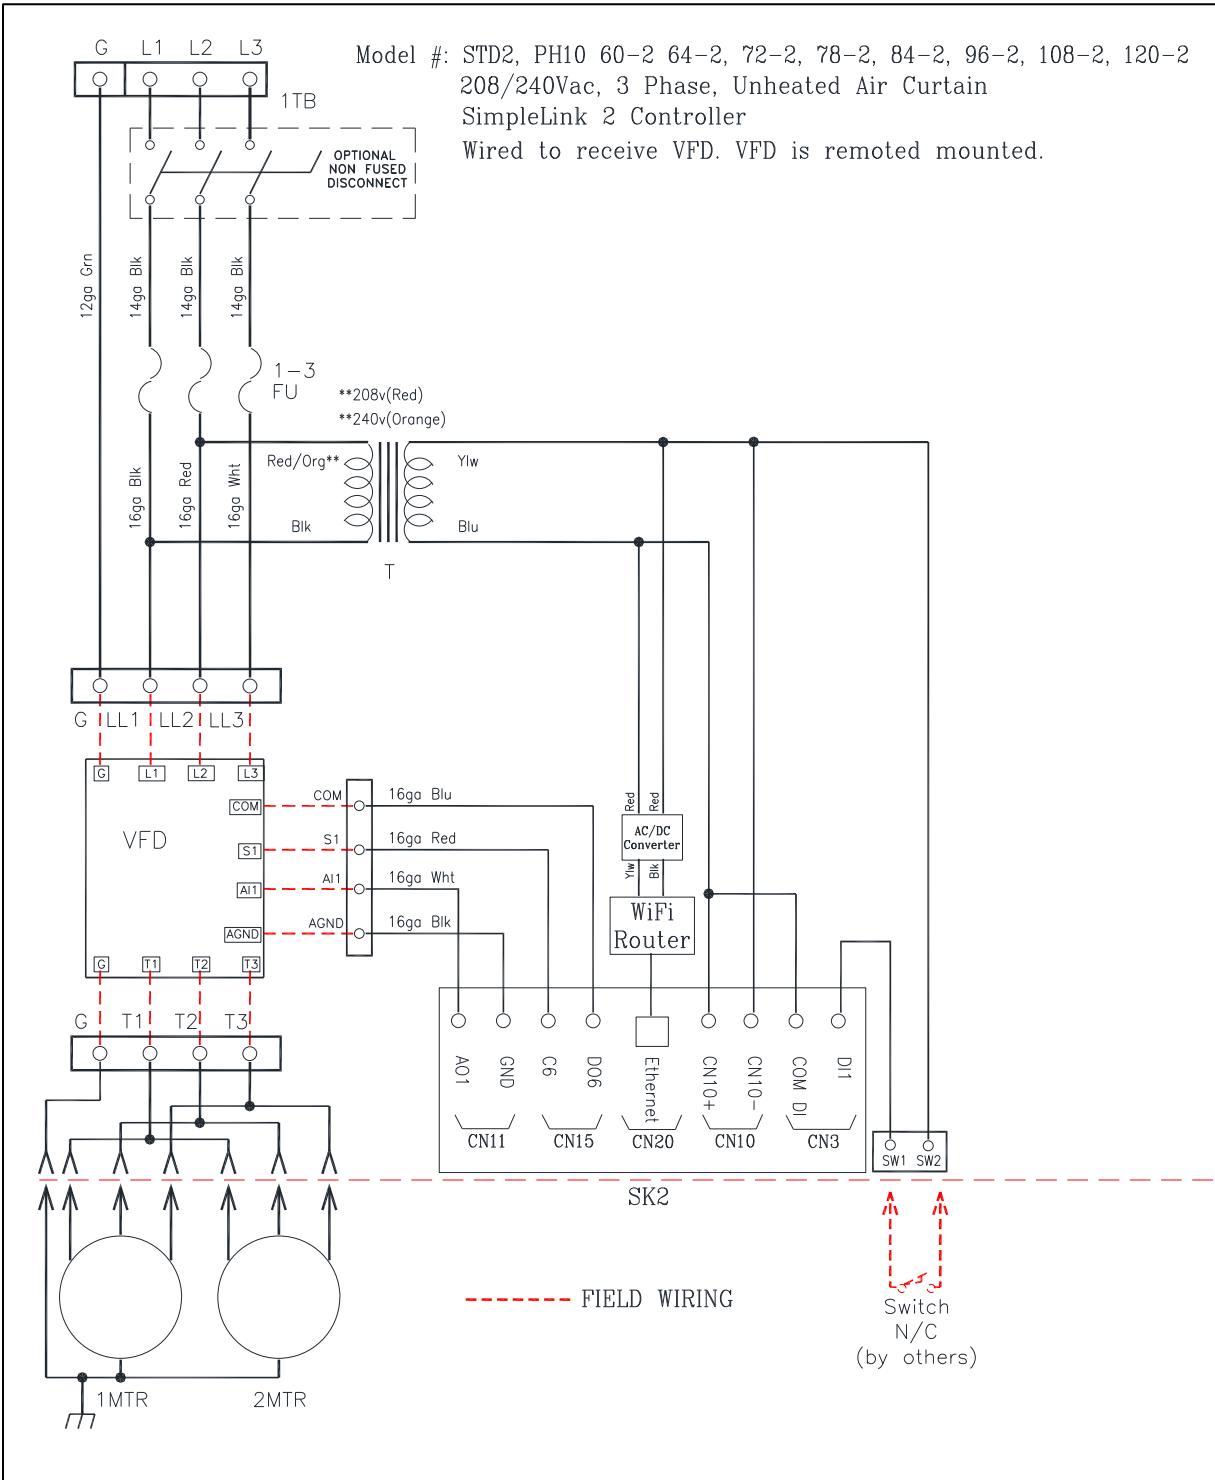 G L1 L2 L3
Model #: STD2, PH10 60-2 64-2, 72-2, 78-2, 84-2, 96-2, 108-2, 120-2
208/240Vac, 3 Phase, Unheated Air Curtain
1TB
SimpleLink 2 Controller
Wired to receive VFD. VFD is remoted mounted.
OPTIONAL
NON FUSED
DISCONNECT
12ga Grn
14ga Blk
14ga Blk
14ga Blk
1-3
FU
**208v(Red)
**240v(Orange)
Red/Org**
Ylw
16ga Blk
16ga Red
16ga Wht
Blk
Blu
T
G LL1 LL2 LL3
G L1 L2 L3
VFD
COM
S1
AI1
AGND
COM
S1
AI1
AGND
16ga Blu
16ga Red
16ga Wht
16ga Blk
Red
Red
AC/DC
Converter
Ylw
Blk
WiFi
Router
G T1 T2 T3
G T1 T2 T3
AO1
GND
C6
DO6
Ethernet
CN10+
CN10-
COM DI
DI1
CN11 CN15 CN20 CN10 CN3
SW1 SW2
SK2
FIELD WIRING
Switch
N/C
(by others)
1MTR
2MTR